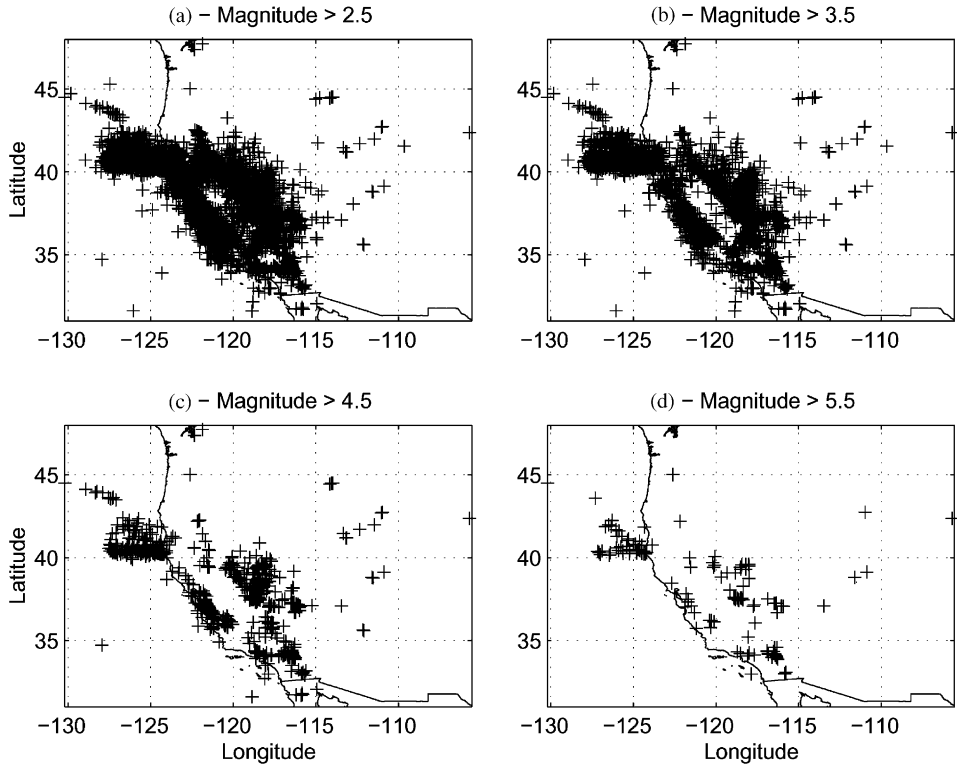 (a) − Magnitude > 2.5
(b) − Magnitude > 3.5
45
40
35
Latitude
−130 −125 −120 −115 −110
45
40
35
−130 −125 −120 −115 −110
(c) − Magnitude > 4.5
(d) − Magnitude > 5.5
45
40
35
Latitude
−130 −125 −120 −115 −110
Longitude
45
40
35
−130 −125 −120 −115 −110
Longitude